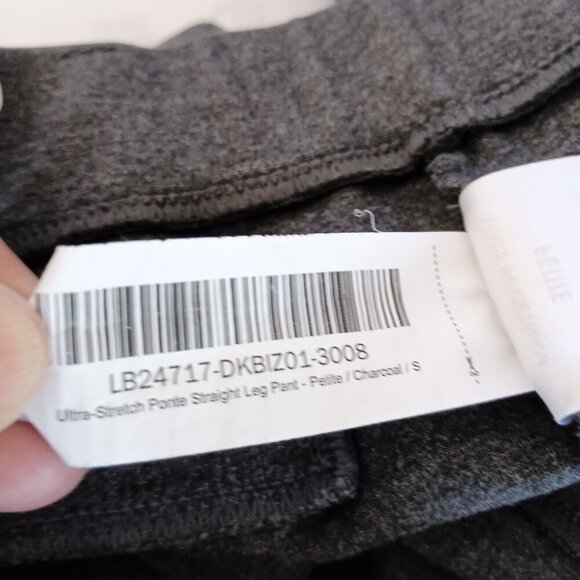 LB24717-DKBIZ01-3008
Ultra-Stretch Ponte Straight Leg Pant - Petite / Charcoal / S